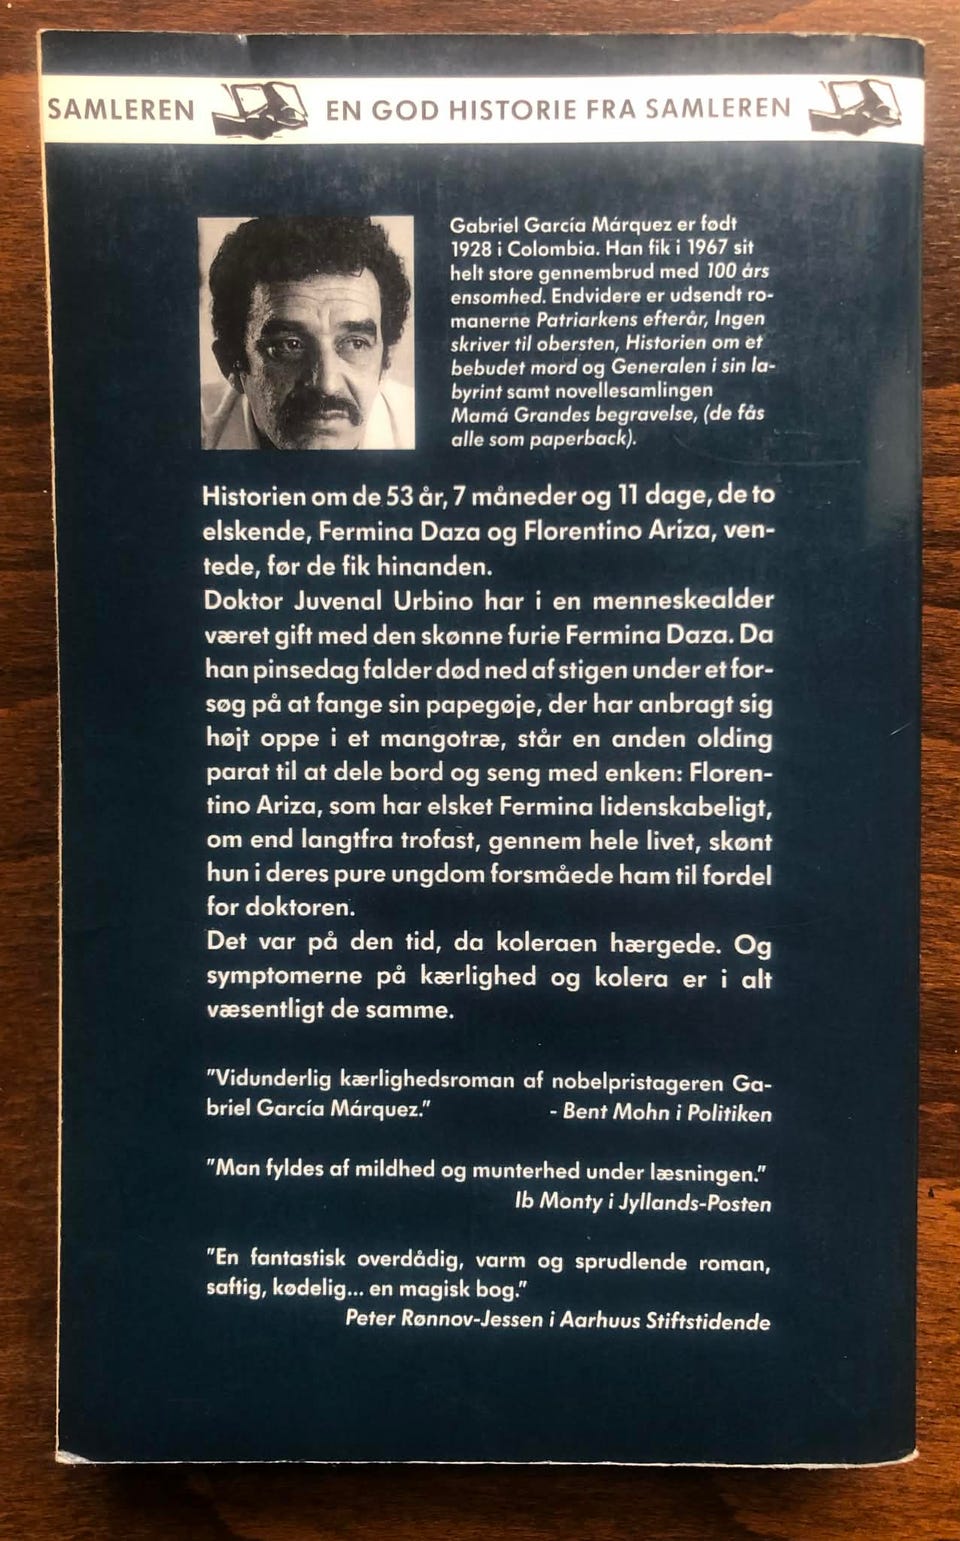 SAMLEREN EN GOD HISTORIE FRA SAMLEREN
Gabriel García Márquez er født
1928 i Colombia. Han fik i 1967 sit
helt store gennembrud med 100 års
ensomhed. Endvidere er udsendt ro-
manerne Patriarkens efterår, Ingen
skriver til obersten, Historien om et
bebudet mord og Generalen i sin la-
byrint samt novellesamlingen
Mamá Grandes begravelse, (de fås
alle som paperback).
Historien om de 53 år, 7 måneder og 11 dage, de to
elskende, Fermina Daza og Florentino Ariza, ven-
tede, før de fik hinanden.
Doktor Juvenal Urbino har i en menneskealder
været gift med den skønne furie Fermina Daza. Da
han pinsedag falder død ned af stigen under et for-
søg på at fange sin papegøje, der har anbragt sig
højt oppe i et mangotræ, står en anden olding
parat til at dele bord og seng med enken: Floren-
tino Ariza, som har elsket Fermina lidenskabeligt,
om end langtfra trofast, gennem hele livet, skønt
hun i deres pure ungdom forsmåede ham til fordel
for doktoren.
Det var på den tid, da koleraen hærgede. Og
symptomerne på kærlighed og kolera er i alt
væsentligt de samme.
"Vidunderlig kærlighedsroman af nobelpristageren Ga-
briel García Márquez." - Bent Mohn i Politiken
"Man fyldes af mildhed og munterhed under læsningen."
Ib Monty i Jyllands-Posten
"En fantastisk overdådig, varm og sprudlende roman,
saftig, kødelig... en magisk bog."
Peter Rønnov-Jessen i Aarhuus Stiftstidende